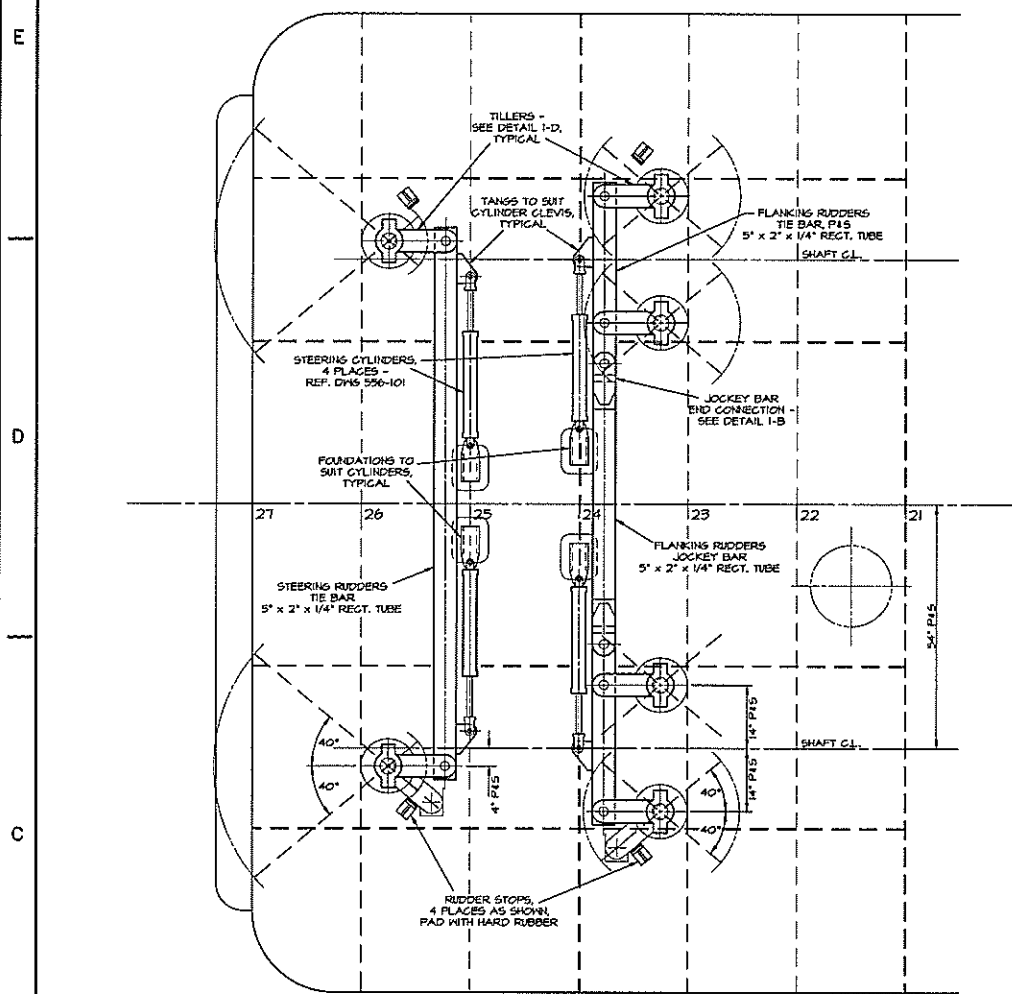 E
TILLERS -
SEE DETAIL 1-D,
TYPICAL
TANGS TO SUIT
CYLINDER CLEVIS,
TYPICAL
FLANKING RUDDERS
TIE BAR, P&S
5" x 2" x 1/4" RECT. TUBE
SHAFT C.L.
STEERING CYLINDERS,
4 PLACES -
REF. DWG 556-101
JOCKEY BAR
END CONNECTION -
SEE DETAIL 1-B
D
FOUNDATIONS TO
SUIT CYLINDERS,
TYPICAL
27 26 25 24 23 22 21
FLANKING RUDDERS
JOCKEY BAR
5" x 2" x 1/4" RECT. TUBE
STEERING RUDDERS
TIE BAR
5" x 2" x 1/4" RECT. TUBE
54" P&S
14" P&S
SHAFT C.L.
40°
40°
4" P&S
14" P&S
40°
40°
C
RUDDER STOPS,
4 PLACES AS SHOWN,
PAD WITH HARD RUBBER